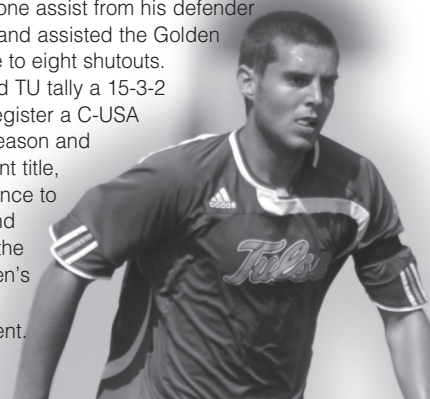 one assist from his defender
and assisted the Golden
e to eight shutouts.
d TU tally a 15-3-2
egister a C-USA
eason and
nt title,
nce to
nd
the
en's
ent.
adidas
Tulsa